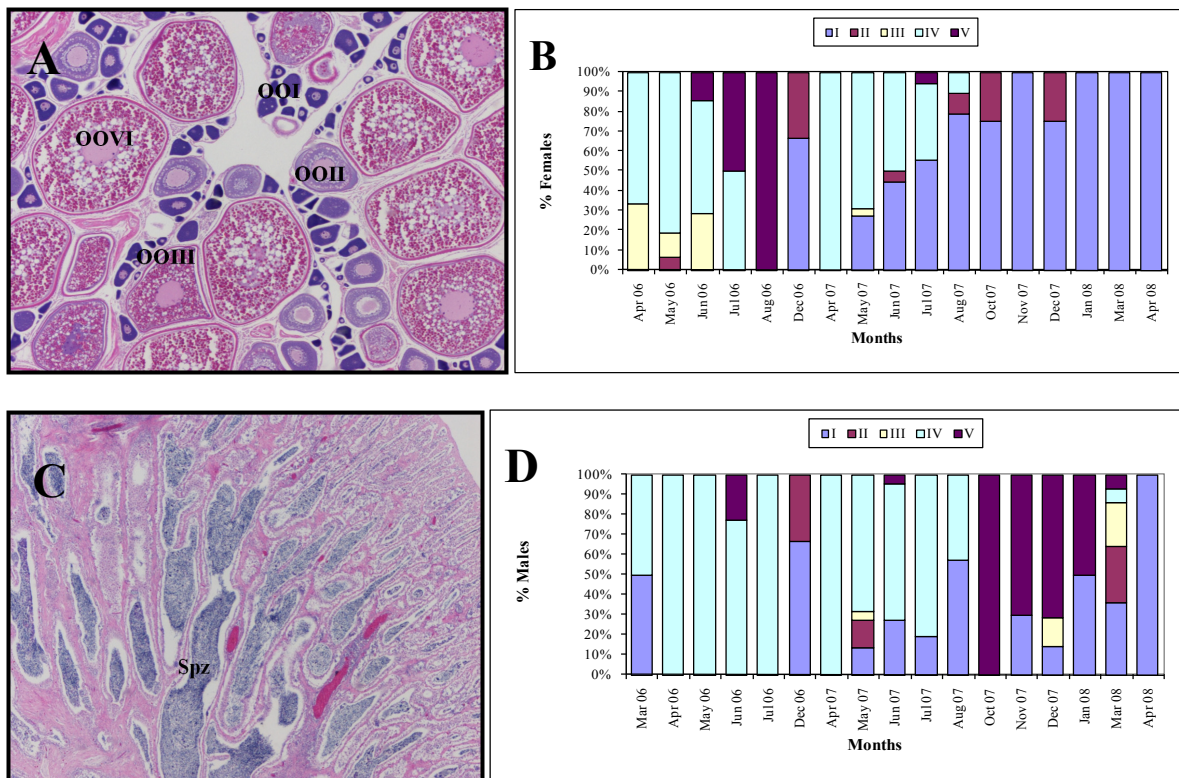 A
OOI
OOVI
OOII
OOIII
B
I II III IV V
100%
90%
80%
70%
60%
50%
40%
30%
20%
10%
0%
% Females
Apr 06
May 06
Jun 06
Jul 06
Aug 06
Dec 06
Apr 07
May 07
Jun 07
Jul 07
Aug 07
Oct 07
Nov 07
Dec 07
Jan 08
Mar 08
Apr 08
Months
C
Spz
D
I II III IV V
100%
90%
80%
70%
60%
50%
40%
30%
20%
10%
0%
% Males
Mar 06
Apr 06
May 06
Jun 06
Jul 06
Dec 06
Apr 07
May 07
Jun 07
Jul 07
Aug 07
Oct 07
Nov 07
Dec 07
Jan 08
Mar 08
Apr 08
Months